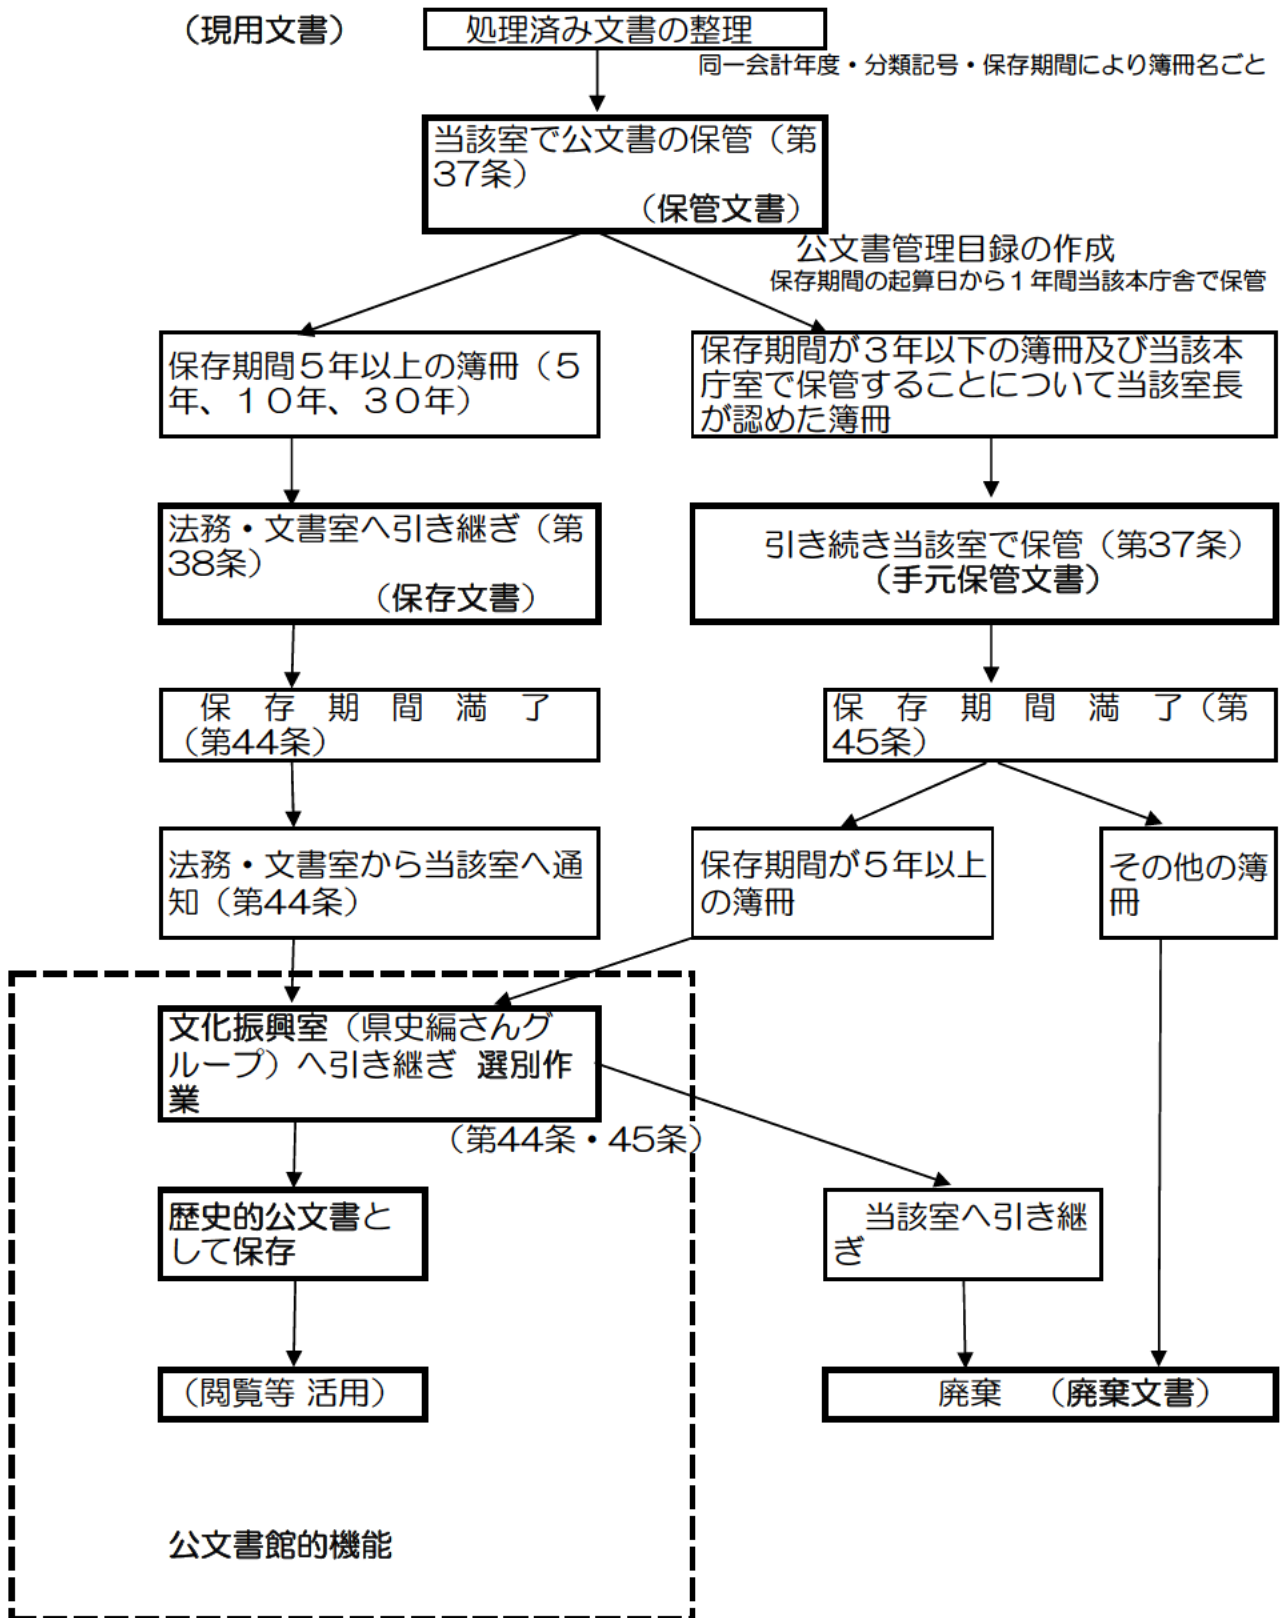 （現用文書）
処理済み文書の整理
同一会計年度・分類記号・保存期間により簿冊名ごと
当該室で公文書の保管（第
37条）
（保管文書）
公文書管理目録の作成
保存期間の起算日から１年間当該本庁舎で保管
保存期間５年以上の簿冊（５
年、１０年、３０年）
保存期間が３年以下の簿冊及び当該本
庁室で保管することについて当該室長
が認めた簿冊
法務・文書室へ引き継ぎ（第
38条）
（保存文書）
引き続き当該室で保管（第37条）
（手元保管文書）
保　存　期　間　満　了
（第44条）
保　存　期　間　満　了（第
45条）
法務・文書室から当該室へ通
知（第44条）
保存期間が５年以上
の簿冊
その他の簿
冊
文化振興室（県史編さんグ
ループ）へ引き継ぎ 選別作
業
（第44条・45条）
歴史的公文書と
して保存
当該室へ引き継
ぎ
（閲覧等 活用）
廃棄　（廃棄文書）
公文書館的機能